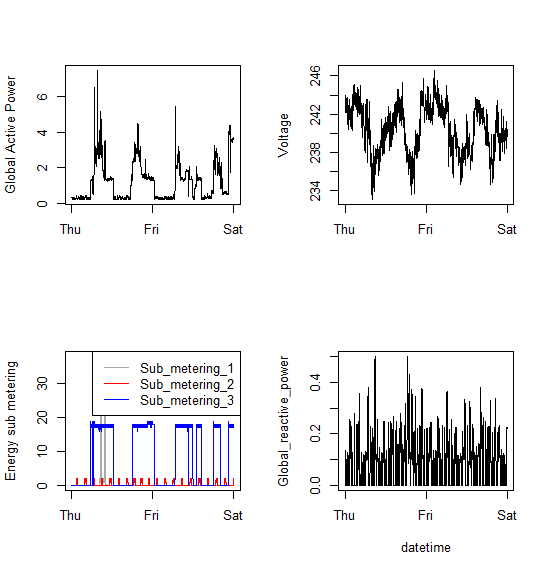 Global Active Power
6
4
2
0
Thu
Fri
Sat
Voltage
246
242
238
234
Thu
Fri
Sat
Energy sub metering
30
20
10
0
Sub_metering_1
Sub_metering_2
Sub_metering_3
Thu
Fri
Sat
Global_reactive_power
0.4
0.2
0.0
Thu
Fri
Sat
datetime